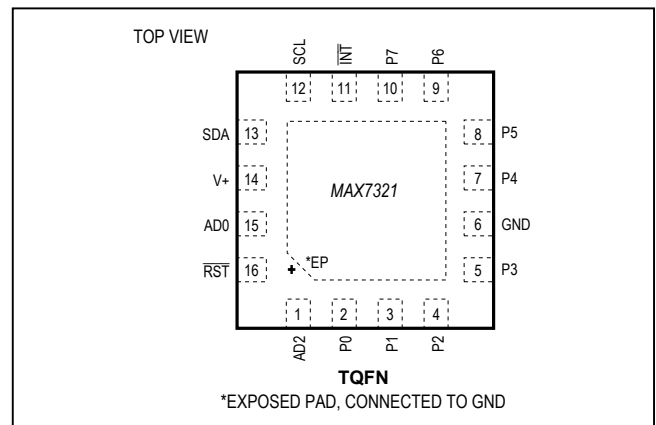 TOP VIEW
SCL
I̅N̅T̅
P7
P6
12
11
10
9
SDA
13
8
P5
V+
14
MAX7321
7
P4
AD0
15
6
GND
R̅S̅T̅
16
+
*EP
5
P3
1
2
3
4
AD2
P0
P1
P2
TQFN
*EXPOSED PAD, CONNECTED TO GND